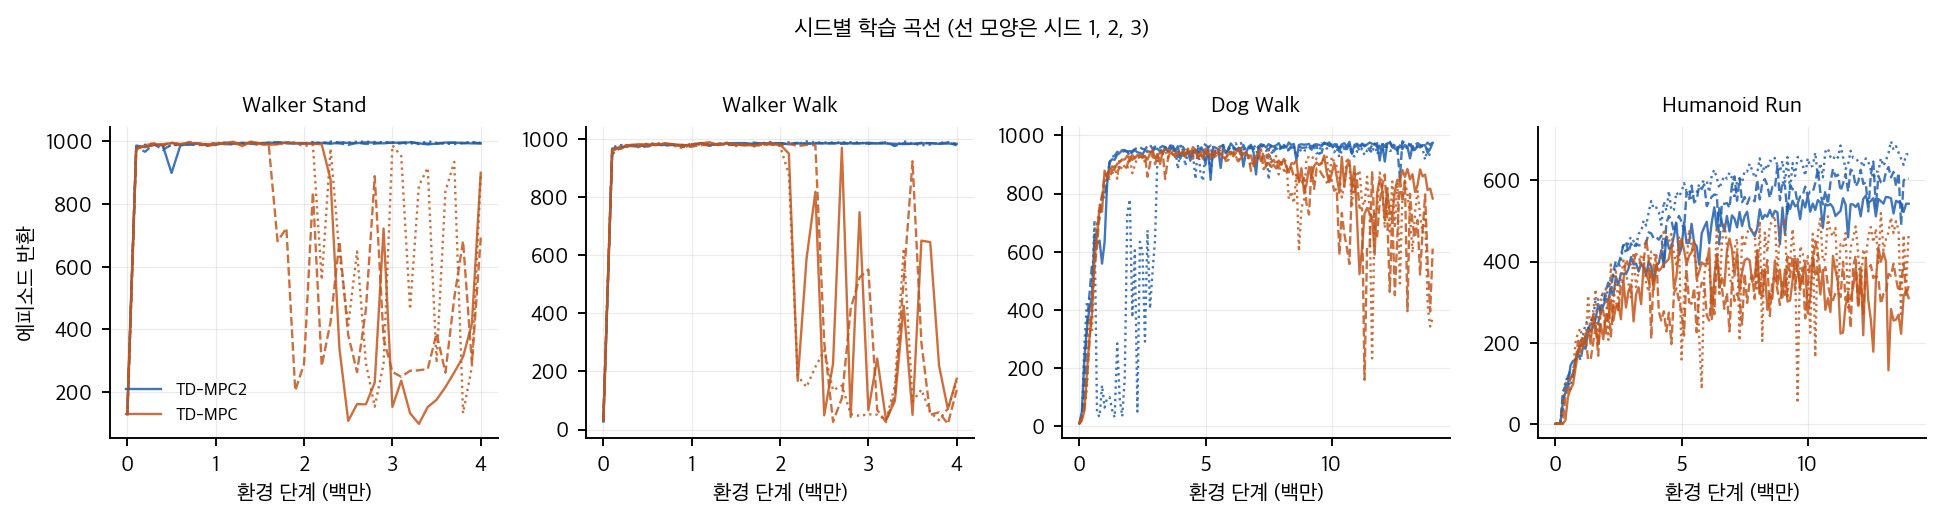 시드별 학습 곡선 (선 모양은 시드 1, 2, 3)
Walker Stand
1000
800
600
400
200
에피소드 반환
TD-MPC2
TD-MPC
0 1 2 3 4
환경 단계 (백만)
Walker Walk
1000
800
600
400
200
0
0 1 2 3 4
환경 단계 (백만)
Dog Walk
1000
800
600
400
200
0
0 5 10
환경 단계 (백만)
Humanoid Run
600
400
200
0
0 5 10
환경 단계 (백만)